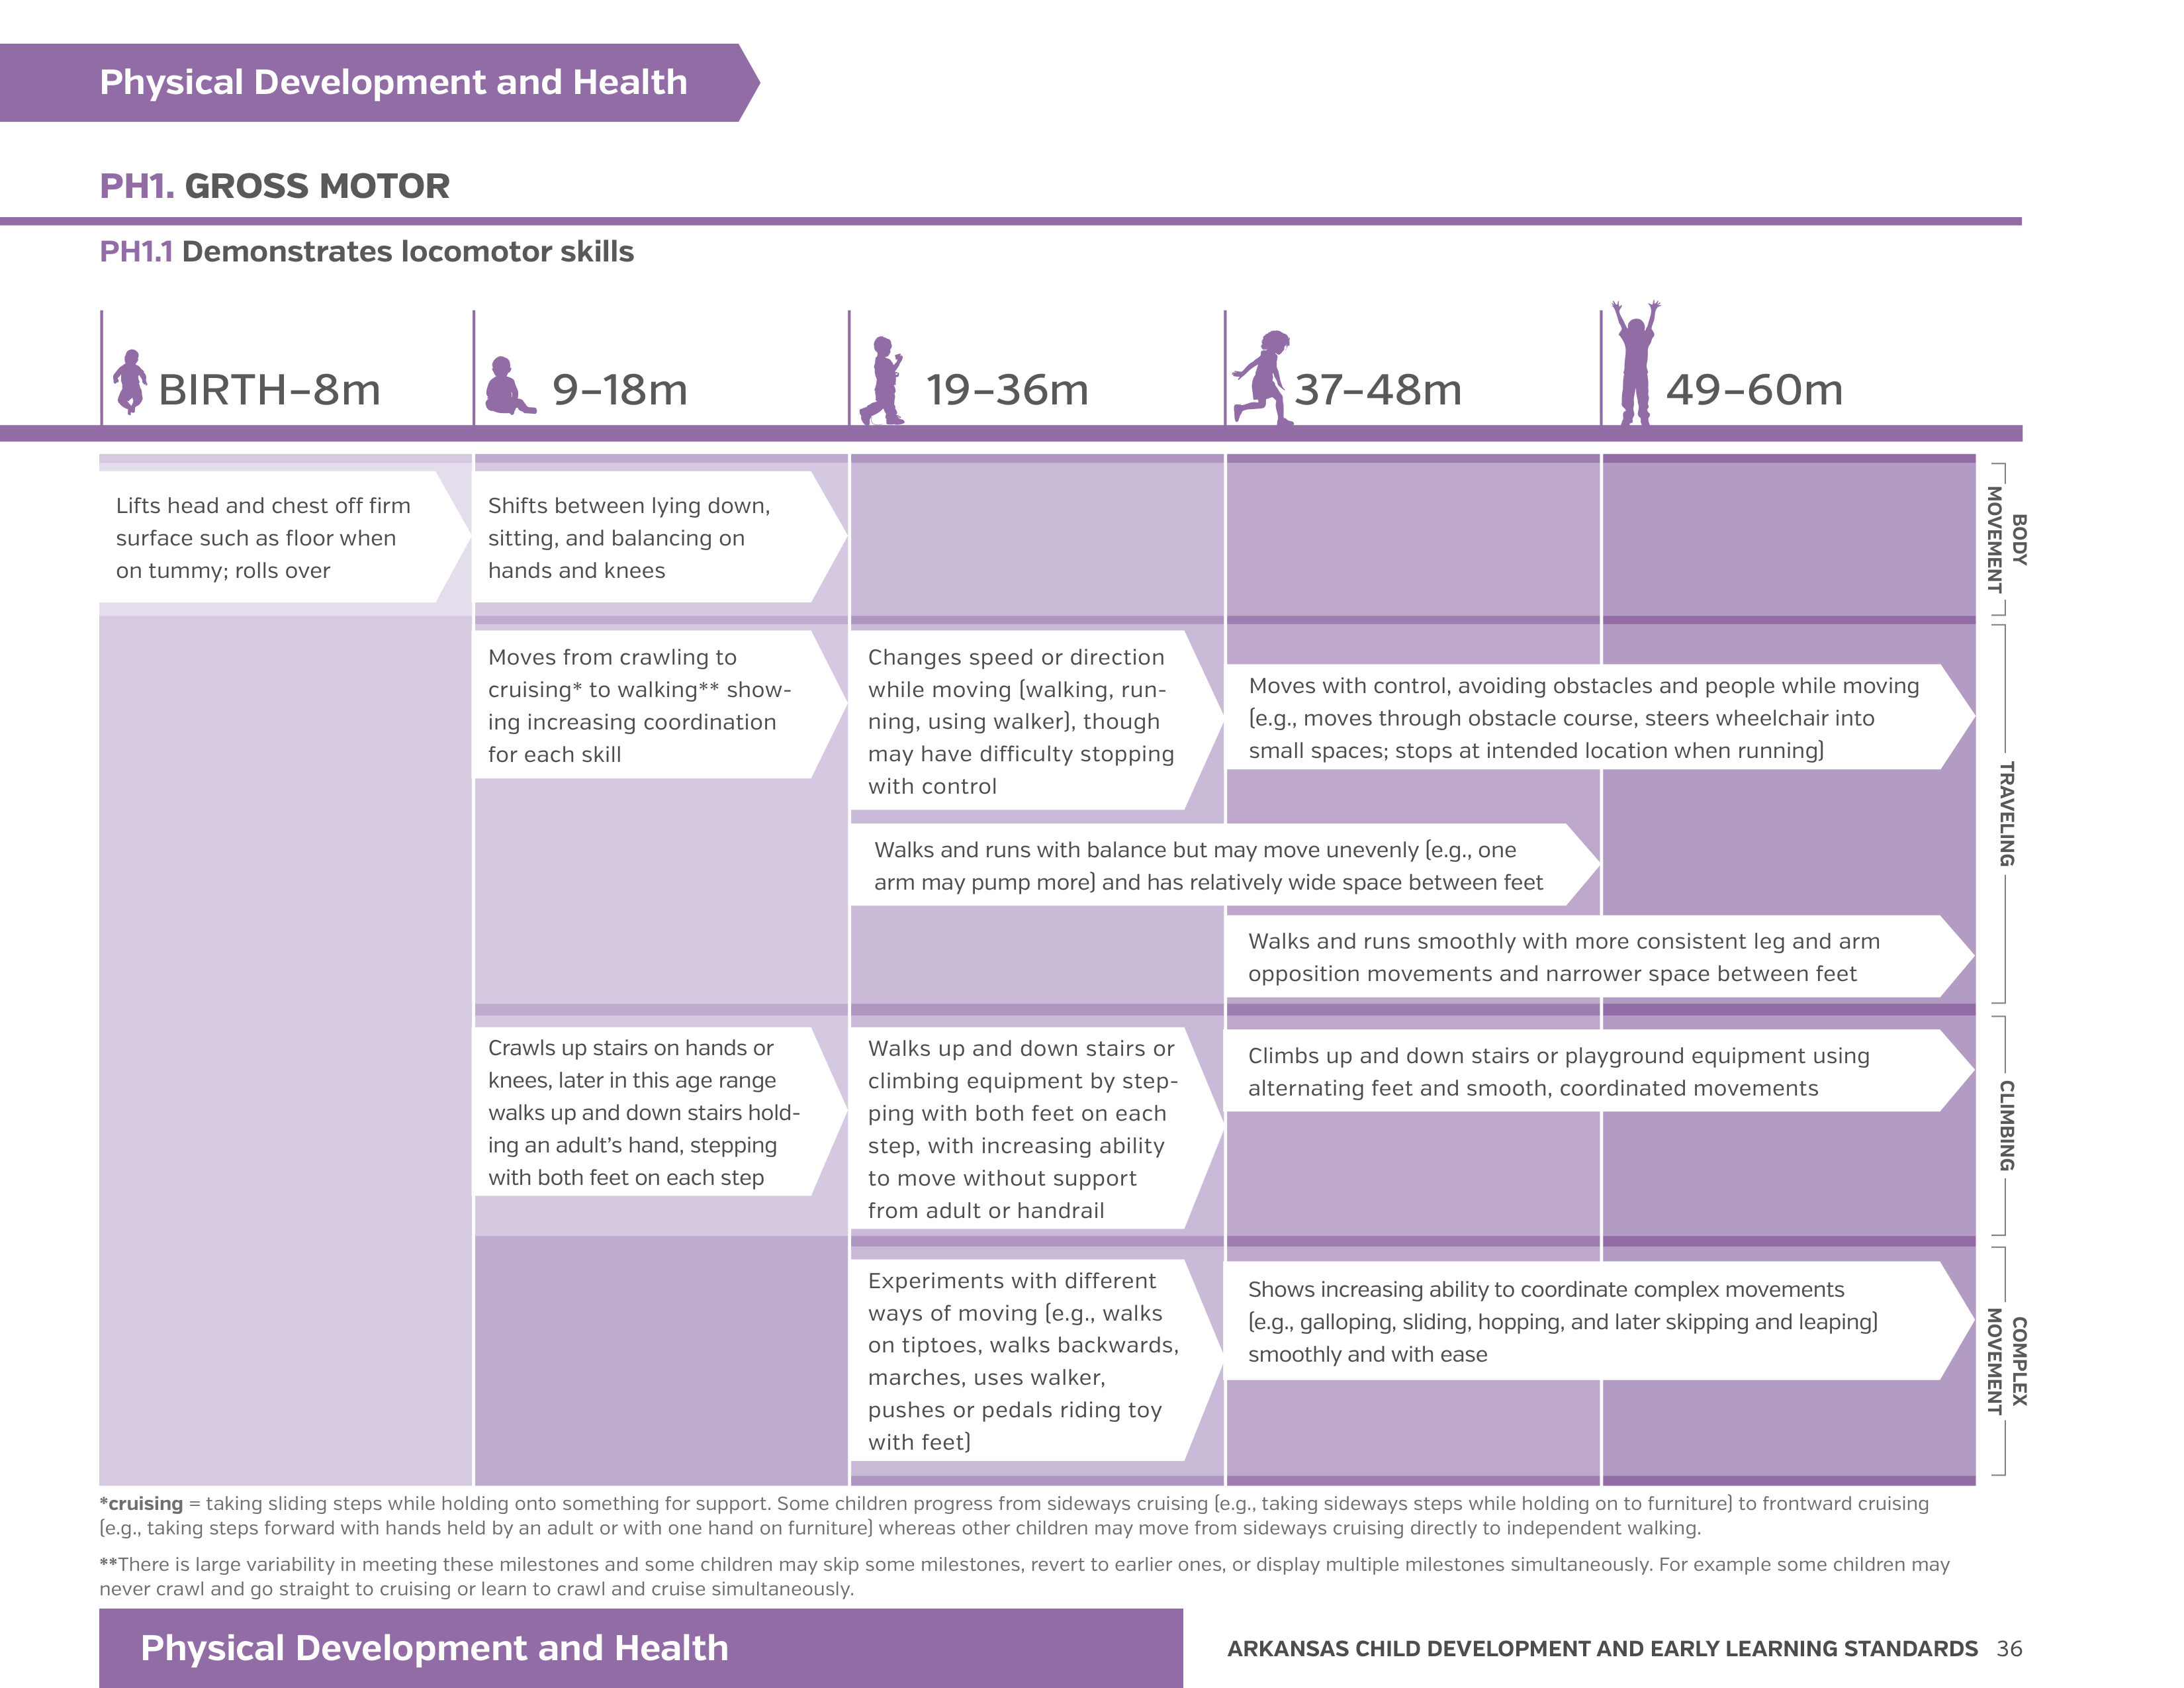 Physical Development and Health
PH1. GROSS MOTOR
PH1.1 Demonstrates locomotor skills
BIRTH–8m
9–18m
19–36m
37–48m
49–60m
Lifts head and chest off firm
surface such as floor when
on tummy; rolls over
Shifts between lying down,
sitting, and balancing on
hands and knees
BODY
MOVEMENT
Moves from crawling to
cruising* to walking** show-
ing increasing coordination
for each skill
Changes speed or direction
while moving (walking, run-
ning, using walker), though
may have difficulty stopping
with control
Moves with control, avoiding obstacles and people while moving
(e.g., moves through obstacle course, steers wheelchair into
small spaces; stops at intended location when running)
Walks and runs with balance but may move unevenly (e.g., one
arm may pump more) and has relatively wide space between feet
Walks and runs smoothly with more consistent leg and arm
opposition movements and narrower space between feet
TRAVELING
Crawls up stairs on hands or
knees, later in this age range
walks up and down stairs hold-
ing an adult’s hand, stepping
with both feet on each step
Walks up and down stairs or
climbing equipment by step-
ping with both feet on each
step, with increasing ability
to move without support
from adult or handrail
Climbs up and down stairs or playground equipment using
alternating feet and smooth, coordinated movements
CLIMBING
Experiments with different
ways of moving (e.g., walks
on tiptoes, walks backwards,
marches, uses walker,
pushes or pedals riding toy
with feet)
Shows increasing ability to coordinate complex movements
(e.g., galloping, sliding, hopping, and later skipping and leaping)
smoothly and with ease
COMPLEX
MOVEMENT
*cruising = taking sliding steps while holding onto something for support. Some children progress from sideways cruising (e.g., taking sideways steps while holding on to furniture) to frontward cruising
(e.g., taking steps forward with hands held by an adult or with one hand on furniture) whereas other children may move from sideways cruising directly to independent walking.
**There is large variability in meeting these milestones and some children may skip some milestones, revert to earlier ones, or display multiple milestones simultaneously. For example some children may
never crawl and go straight to cruising or learn to crawl and cruise simultaneously.
Physical Development and Health
ARKANSAS CHILD DEVELOPMENT AND EARLY LEARNING STANDARDS 36